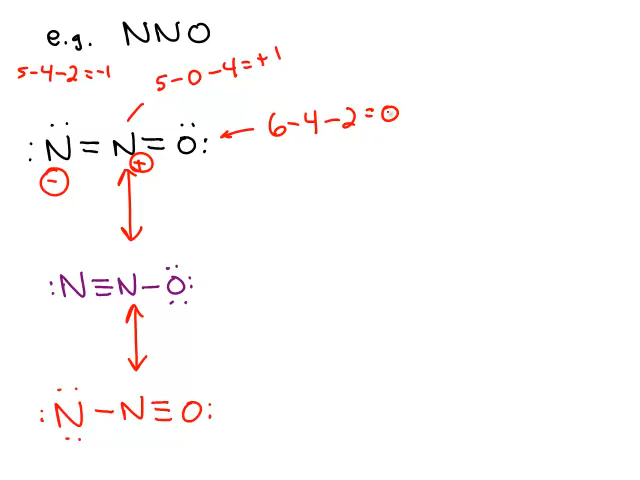 e.g. NNO
5-4-2=-1
5-0-4=+1
:N̈=N=Ö:
6-4-2=0
- +
:N≡N-O:
:N-N≡O: